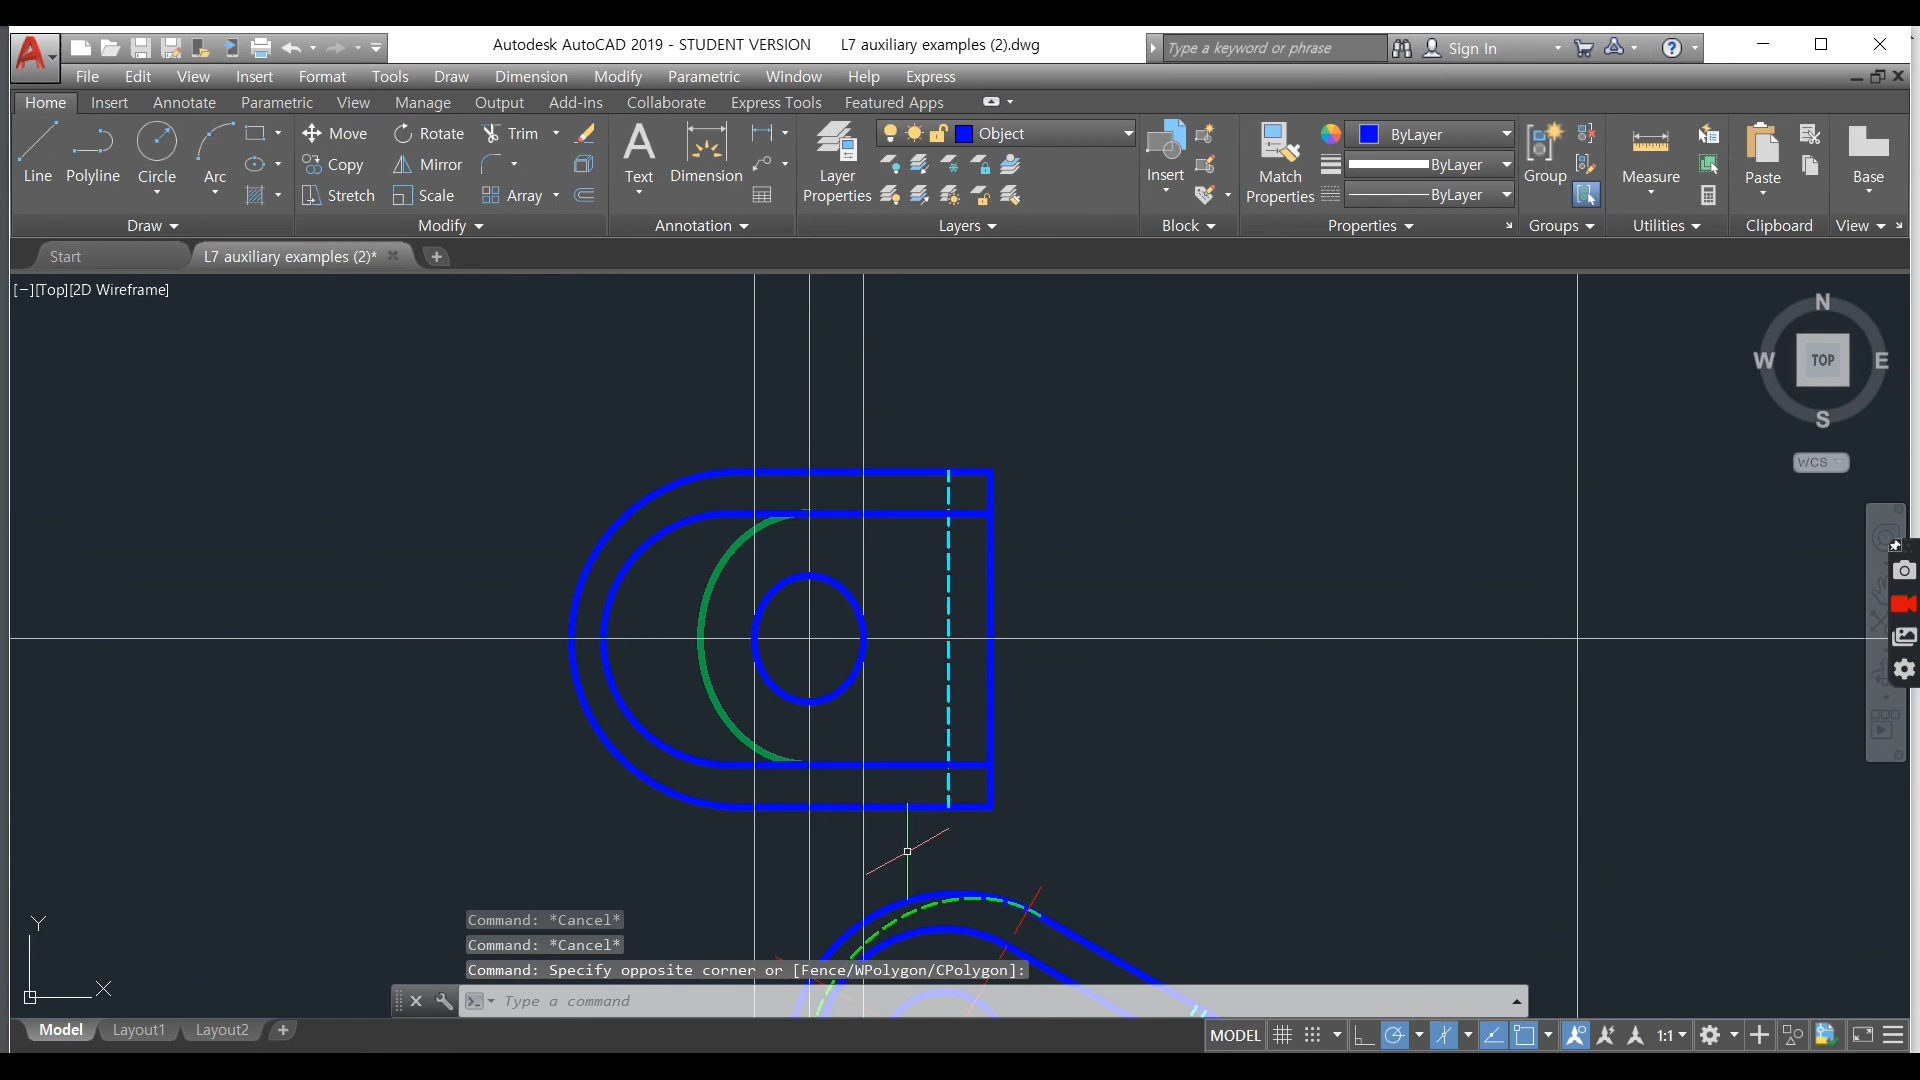 Autodesk AutoCAD 2019 - STUDENT VERSION L7 auxiliary examples (2).dwg
Type a keyword or phrase
Sign In
File Edit View Insert Format Tools Draw Dimension Modify Parametric Window Help Express
Home Insert Annotate Parametric View Manage Output Add-ins Collaborate Express Tools Featured Apps
Line
Polyline
Circle
Arc
Move
Rotate
Trim
Copy
Mirror
Stretch
Scale
Array
Text
Dimension
Layer
Properties
Object
Insert
Match
Properties
ByLayer
ByLayer
ByLayer
Group
Measure
Paste
Base
Draw
Modify
Annotation
Layers
Block
Properties
Groups
Utilities
Clipboard
View
Start
L7 auxiliary examples (2)*
[−][Top][2D Wireframe]
N
W
TOP
E
S
WCS
Y
X
Command: *Cancel*
Command: *Cancel*
Command: Specify opposite corner or [Fence/WPolygon/CPolygon]:
Type a command
Model Layout1 Layout2
MODEL
1:1